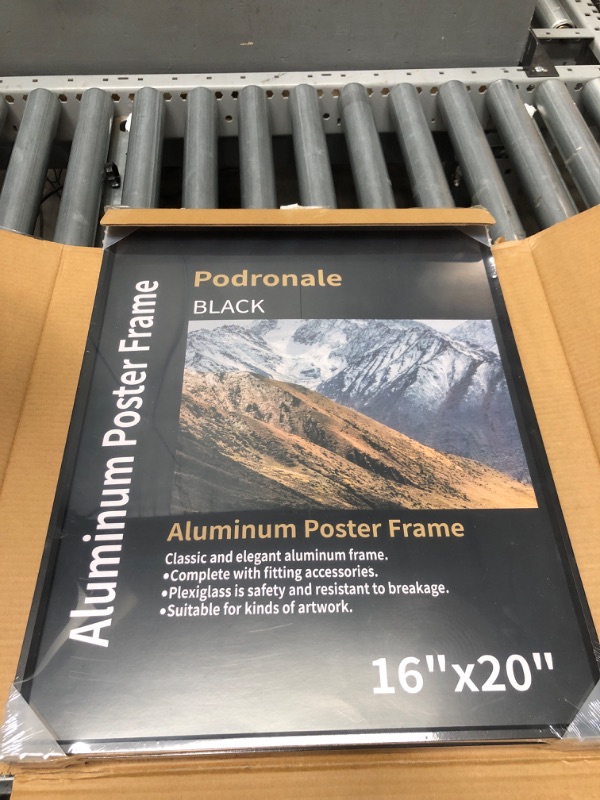 Podronale
BLACK
Aluminum Poster Frame
Aluminum Poster Frame
Classic and elegant aluminum frame.
•Complete with fitting accessories.
•Plexiglass is safety and resistant to breakage.
•Suitable for kinds of artwork.
16"x20"